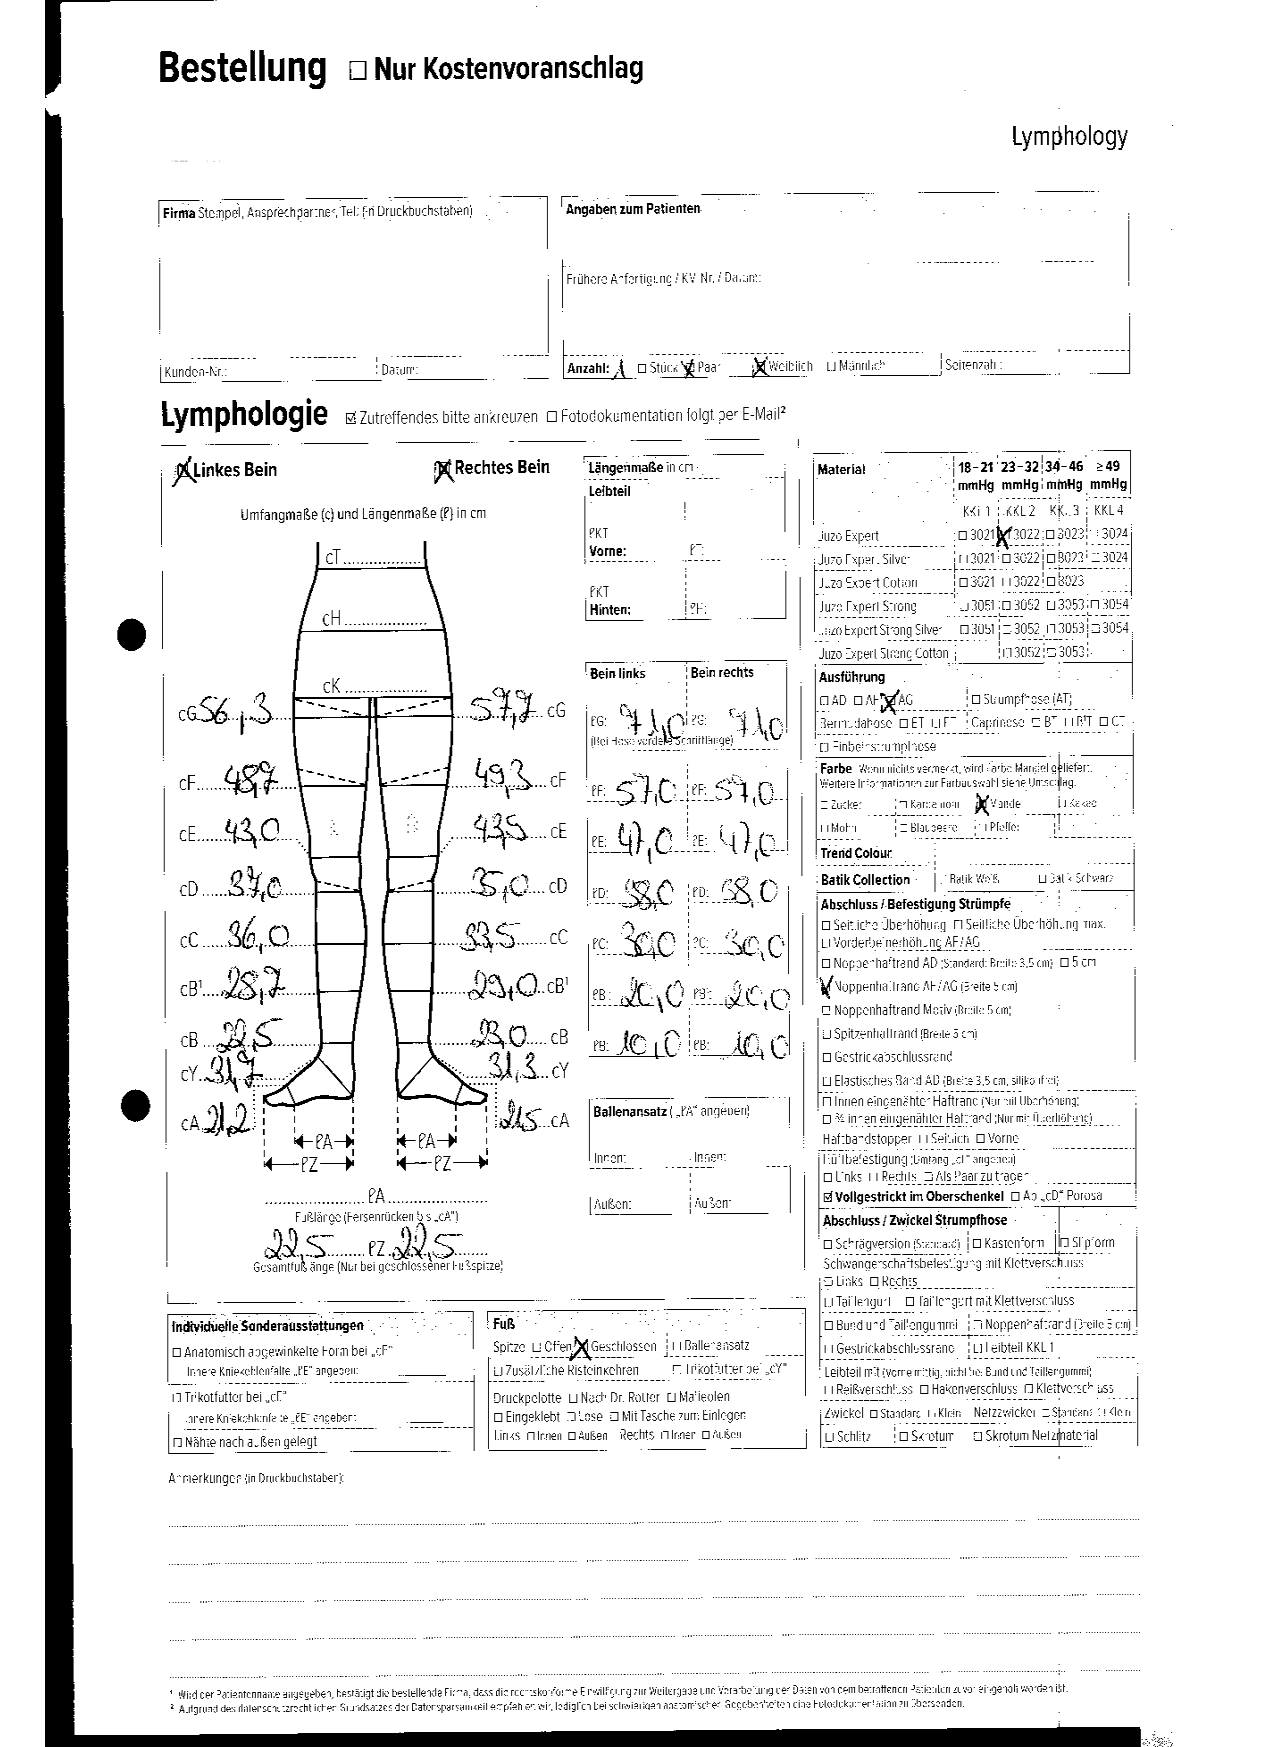 Bestellung ☐ Nur Kostenvoranschlag
Lymphology
Firma Stempel, Ansprechpartner, Tel: (in Druckbuchstaben)
Angaben zum Patienten
Frühere Anfertigung / KV Nr. / Datum:
Kunden-Nr.:
Datum:
Anzahl: 1 ☐ Stück ☒ Paar ☒ Weiblich ☐ Männlich
Seitenzahl:
Lymphologie ☑ Zutreffendes bitte ankreuzen ☐ Fotodokumentation folgt per E-Mail²
☒ Linkes Bein ☒ Rechtes Bein
Umfangmaße (c) und Längenmaße (ℓ) in cm
cT
cH
cK
cG 56,3 57,7 cG
cF 48,7 49,3 cF
cE 43,0 43,5 cE
cD 37,0 35,0 cD
cC 36,0 33,5 cC
cB¹ 28,7 29,0 cB¹
cB 22,5 23,0 cB
cY 31,7 31,3 cY
cA 21,2 21,5 cA
ℓA ℓA
ℓZ ℓZ
ℓA
Fußlänge (Fersenrücken bis „cA“)
22,5 ℓZ 22,5
Gesamtfußlänge (Nur bei geschlossener Fußspitze)
Längenmaße in cm
Leibteil
ℓKT
Vorne: ℓT:
ℓKT
Hinten: ℓH:
Bein links Bein rechts
ℓG: 71,0 ℓG: 71,0
(Bei Hose vordere Schrittlänge)
ℓF: 57,0 ℓF: 57,0
ℓE: 47,0 ℓE: 47,0
ℓD: 38,0 ℓD: 38,0
ℓC: 30,0 ℓC: 30,0
ℓB¹: 20,0 ℓB¹: 20,0
ℓB: 10,0 ℓB: 10,0
Ballenansatz („ℓA“ angeben)
Innen: Innen:
Außen: Außen:
Material 18-21 23-32 34-46 ≥49
mmHg mmHg mmHg mmHg
KKL 1 KKL 2 KKL 3 KKL 4
Juzo Expert ☐ 3021 ☒ 3022 ☐ 3023 ☐ 3024
Juzo Expert Silver ☐ 3021 ☐ 3022 ☐ 3023 ☐ 3024
Juzo Expert Cotton ☐ 3021 ☐ 3022 ☐ 3023
Juzo Expert Strong ☐ 3051 ☐ 3052 ☐ 3053 ☐ 3054
Juzo Expert Strong Silver ☐ 3051 ☐ 3052 ☐ 3053 ☐ 3054
Juzo Expert Strong Cotton ☐ 3052 ☐ 3053
Ausführung
☐ AD ☐ AF ☒ AG ☐ Strumpfhose (AT)
Bermudahose ☐ ET ☐ FT Caprihose ☐ BT ☐ B¹T ☐ CT
☐ Einbeinstrumpfhose
Farbe Wenn nichts vermerkt, wird Farbe Mandel geliefert.
Weitere Informationen zur Farbauswahl siehe Umschlag.
☐ Zucker ☐ Kardamom ☒ Mandel ☐ Kakao
☐ Mohn ☐ Blaubeere ☐ Pfeffer
Trend Colour
Batik Collection ☐ Batik Weiß ☐ Batik Schwarz
Abschluss / Befestigung Strümpfe
☐ Seitliche Überhöhung ☐ Seitliche Überhöhung max.
☐ Vorderbeinerhöhung AF/AG
☐ Noppenhaftrand AD (Standard: Breite 3,5 cm) ☐ 5 cm
☒ Noppenhaftrand AF/AG (Breite 5 cm)
☐ Noppenhaftrand Motiv (Breite 5 cm)
☐ Spitzenhaftrand (Breite 5 cm)
☐ Gestrickabschlussrand
☐ Elastisches Band AD (Breite 3,5 cm, silikonfrei)
☐ Innen eingenähter Haftrand (Nur mit Überhöhung)
☐ ¾ innen eingenähter Haftrand (Nur mit Überhöhung)
Haftbandstopper ☐ Seitlich ☐ Vorne
Hüftbefestigung (Umfang „cT“ angeben)
☐ Links ☐ Rechts ☐ Als Paar zu tragen
☑ Vollgestrickt im Oberschenkel ☐ Ab „cD“ Porosa
Abschluss / Zwickel Strumpfhose
☐ Schrägversion (Standard) ☐ Kastenform ☐ Slipform
Schwangerschaftsbefestigung mit Klettverschluss
☐ Links ☐ Rechts
☐ Taillengurt ☐ Taillengurt mit Klettverschluss
☐ Bund und Taillengummi ☐ Noppenhaftrand (Breite 5 cm)
☐ Gestrickabschlussrand ☐ Leibteil KKL 1
Leibteil mit (vorne mittig, nicht bei Bund und Taillengummi)
☐ Reißverschluss ☐ Hakenverschluss ☐ Klettverschluss
Zwickel ☐ Standard ☐ Klein Netzzwickel ☐ Standard ☐ Klein
☐ Schlitz ☐ Skrotum ☐ Skrotum Netzmaterial
Individuelle Sonderausstattungen
☐ Anatomisch abgewinkelte Form bei „cF“
Innere Kniekehlenfalte „ℓE“ angeben:
☐ Trikotfutter bei „cE“
Innere Kniekehlenfalte „ℓE“ angeben:
☐ Nähte nach außen gelegt
Fuß
Spitze ☐ Offen ☒ Geschlossen ☐ Ballenansatz
☐ Zusätzliche Risteinkehren ☐ Trikotfutter bei „cY“
Druckpelotte ☐ Nach Dr. Rotter ☐ Malleolen
☐ Eingeklebt ☐ Lose ☐ Mit Tasche zum Einlegen
Links ☐ Innen ☐ Außen Rechts ☐ Innen ☐ Außen
Anmerkungen (in Druckbuchstaben):
¹ Wird der Patientenname angegeben, bestätigt die bestellende Firma, dass die rechtskonforme Einwilligung zur Weitergabe und Verarbeitung der Daten von dem betroffenen Patienten zuvor eingeholt worden ist.
² Aufgrund des datenschutzrechtlichen Grundsatzes der Datensparsamkeit empfehlen wir, lediglich bei schwierigen anatomischen Gegebenheiten eine Fotodokumentation zu übersenden.